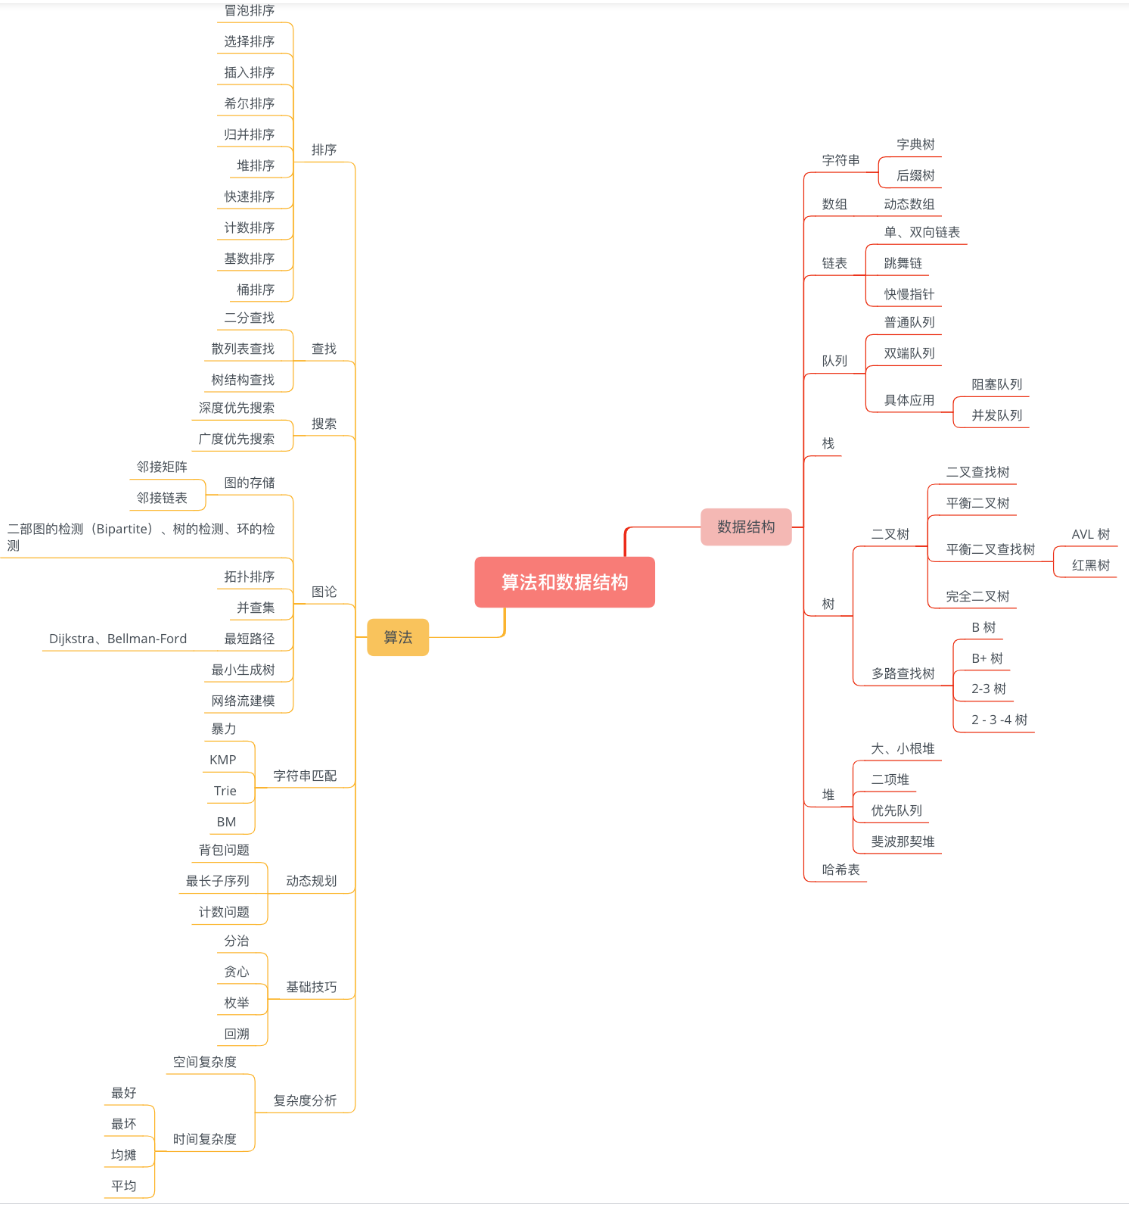 算法和数据结构
算法
排序
冒泡排序
选择排序
插入排序
希尔排序
归并排序
堆排序
快速排序
计数排序
基数排序
桶排序
查找
二分查找
散列表查找
树结构查找
搜索
深度优先搜索
广度优先搜索
图论
图的存储
邻接矩阵
邻接链表
二部图的检测（Bipartite）、树的检测、环的检
测
拓扑排序
并查集
最短路径
Dijkstra、Bellman-Ford
最小生成树
网络流建模
字符串匹配
暴力
KMP
Trie
BM
动态规划
背包问题
最长子序列
计数问题
基础技巧
分治
贪心
枚举
回溯
复杂度分析
空间复杂度
时间复杂度
最好
最坏
均摊
平均
数据结构
字符串
字典树
后缀树
数组
动态数组
链表
单、双向链表
跳舞链
快慢指针
队列
普通队列
双端队列
具体应用
阻塞队列
并发队列
栈
树
二叉树
二叉查找树
平衡二叉树
平衡二叉查找树
AVL 树
红黑树
完全二叉树
多路查找树
B 树
B+ 树
2-3 树
2 - 3 -4 树
堆
大、小根堆
二项堆
优先队列
斐波那契堆
哈希表